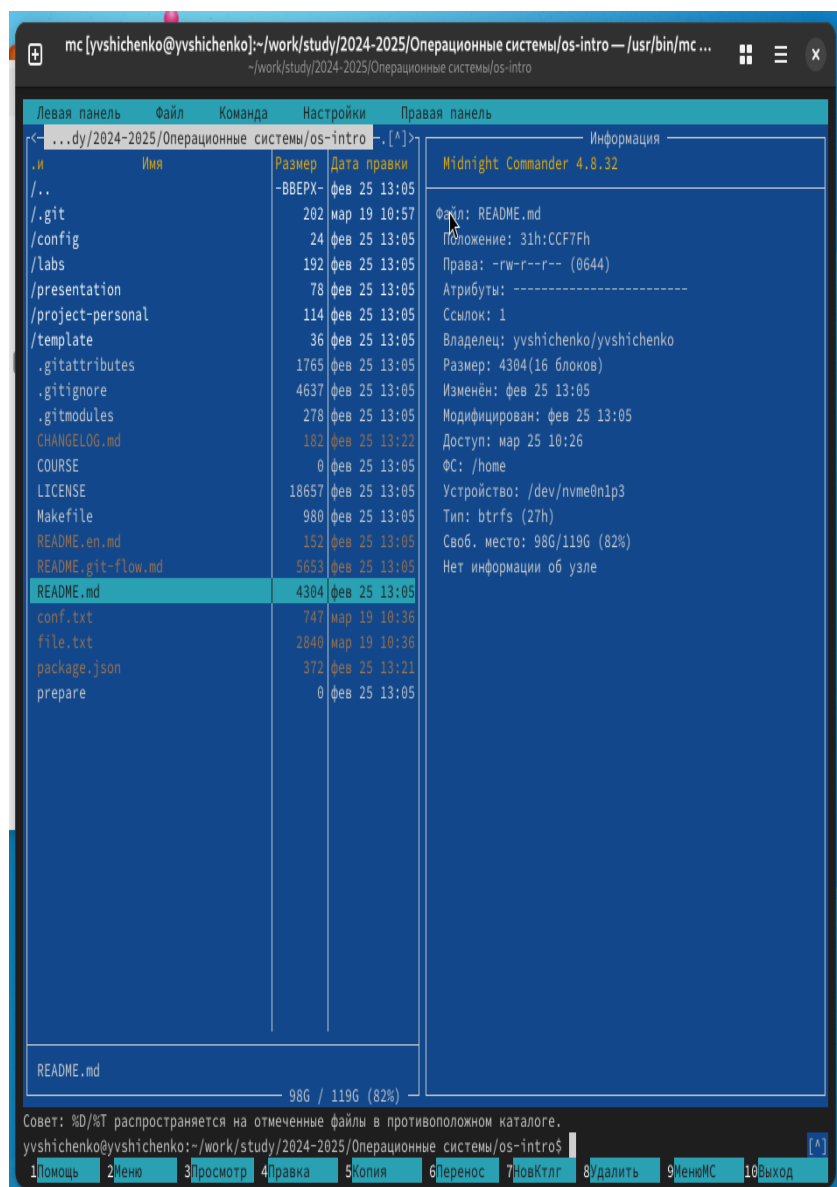 mc [yvshichenko@yvshichenko]:~/work/study/2024-2025/Операционные системы/os-intro — /usr/bin/mc ...
~/work/study/2024-2025/Операционные системы/os-intro
Левая панель Файл Команда Настройки Правая панель
<- ...dy/2024-2025/Операционные системы/os-intro -.[^]>
.и Имя Размер Дата правки
/.. -ВВЕРХ- фев 25 13:05
/.git 202 мар 19 10:57
/config 24 фев 25 13:05
/labs 192 фев 25 13:05
/presentation 78 фев 25 13:05
/project-personal 114 фев 25 13:05
/template 36 фев 25 13:05
.gitattributes 1765 фев 25 13:05
.gitignore 4637 фев 25 13:05
.gitmodules 278 фев 25 13:05
CHANGELOG.md 182 фев 25 13:22
COURSE 0 фев 25 13:05
LICENSE 18657 фев 25 13:05
Makefile 980 фев 25 13:05
README.en.md 152 фев 25 13:05
README.git-flow.md 5653 фев 25 13:05
README.md 4304 фев 25 13:05
conf.txt 747 мар 19 10:36
file.txt 2840 мар 19 10:36
package.json 372 фев 25 13:21
prepare 0 фев 25 13:05
README.md
98G / 119G (82%)
Информация
Midnight Commander 4.8.32
Файл: README.md
Положение: 31h:CCF7Fh
Права: -rw-r--r-- (0644)
Атрибуты: -------------------------
Ссылок: 1
Владелец: yvshichenko/yvshichenko
Размер: 4304(16 блоков)
Изменён: фев 25 13:05
Модифицирован: фев 25 13:05
Доступ: мар 25 10:26
ФС: /home
Устройство: /dev/nvme0n1p3
Тип: btrfs (27h)
Своб. место: 98G/119G (82%)
Нет информации об узле
Совет: %D/%T распространяется на отмеченные файлы в противоположном каталоге.
yvshichenko@yvshichenko:~/work/study/2024-2025/Операционные системы/os-intro$ [^]
1Помощь 2Меню 3Просмотр 4Правка 5Копия 6Перенос 7НовКтлг 8Удалить 9МенюМС 10Выход